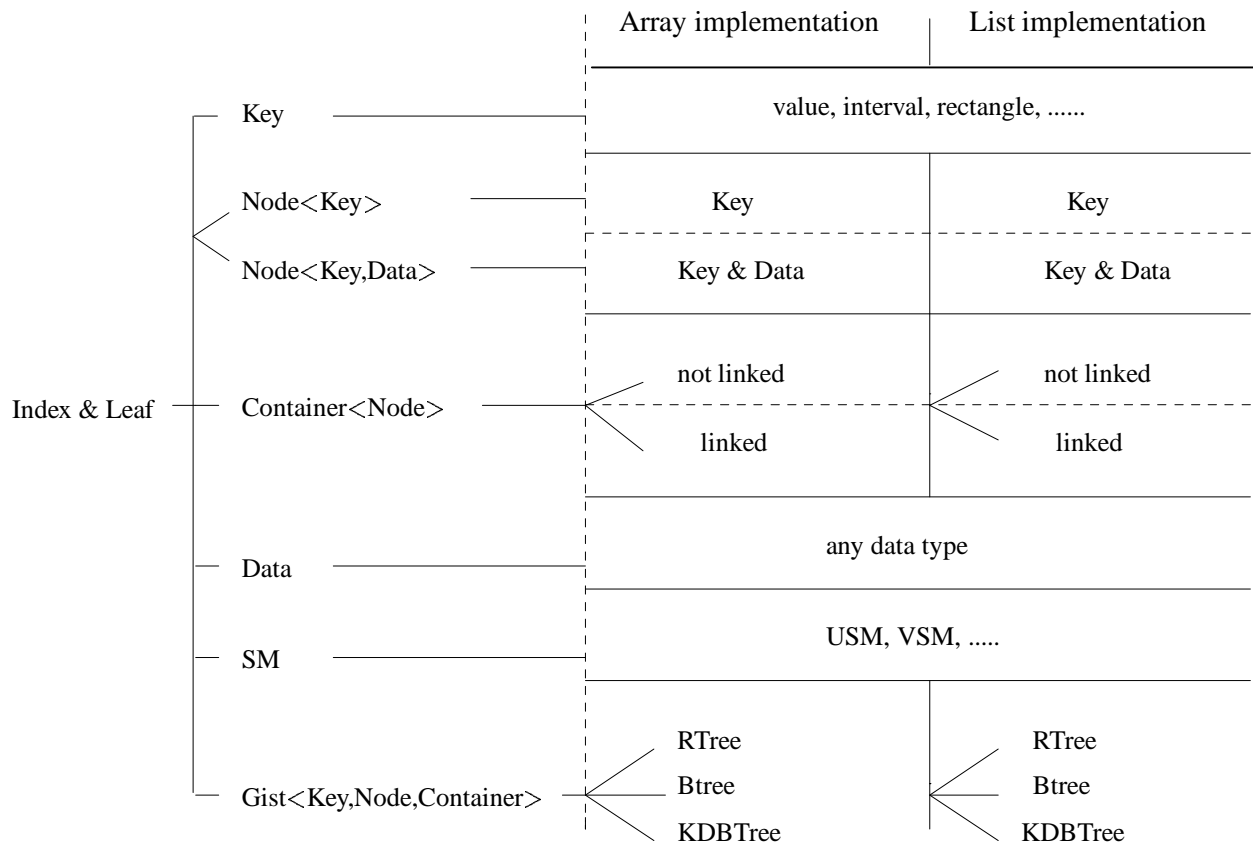 Array implementation List implementation
Key value, interval, rectangle, ......
Node<Key> Key Key
Node<Key,Data> Key & Data Key & Data
not linked not linked
Index & Leaf Container<Node>
linked linked
Data any data type
SM USM, VSM, .....
RTree RTree
Gist<Key,Node,Container> Btree Btree
KDBTree KDBTree